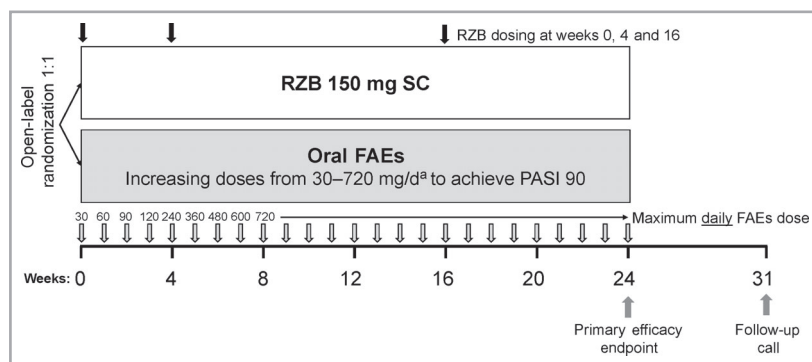 RZB dosing at weeks 0, 4 and 16
Open-label
randomization 1:1
RZB 150 mg SC
Oral FAEs
Increasing doses from 30–720 mg/dᵃ to achieve PASI 90
30 60 90 120 240 360 480 600 720
Maximum daily FAEs dose
Weeks: 0 4 8 12 16 20 24 31
Primary efficacy
endpoint
Follow-up
call